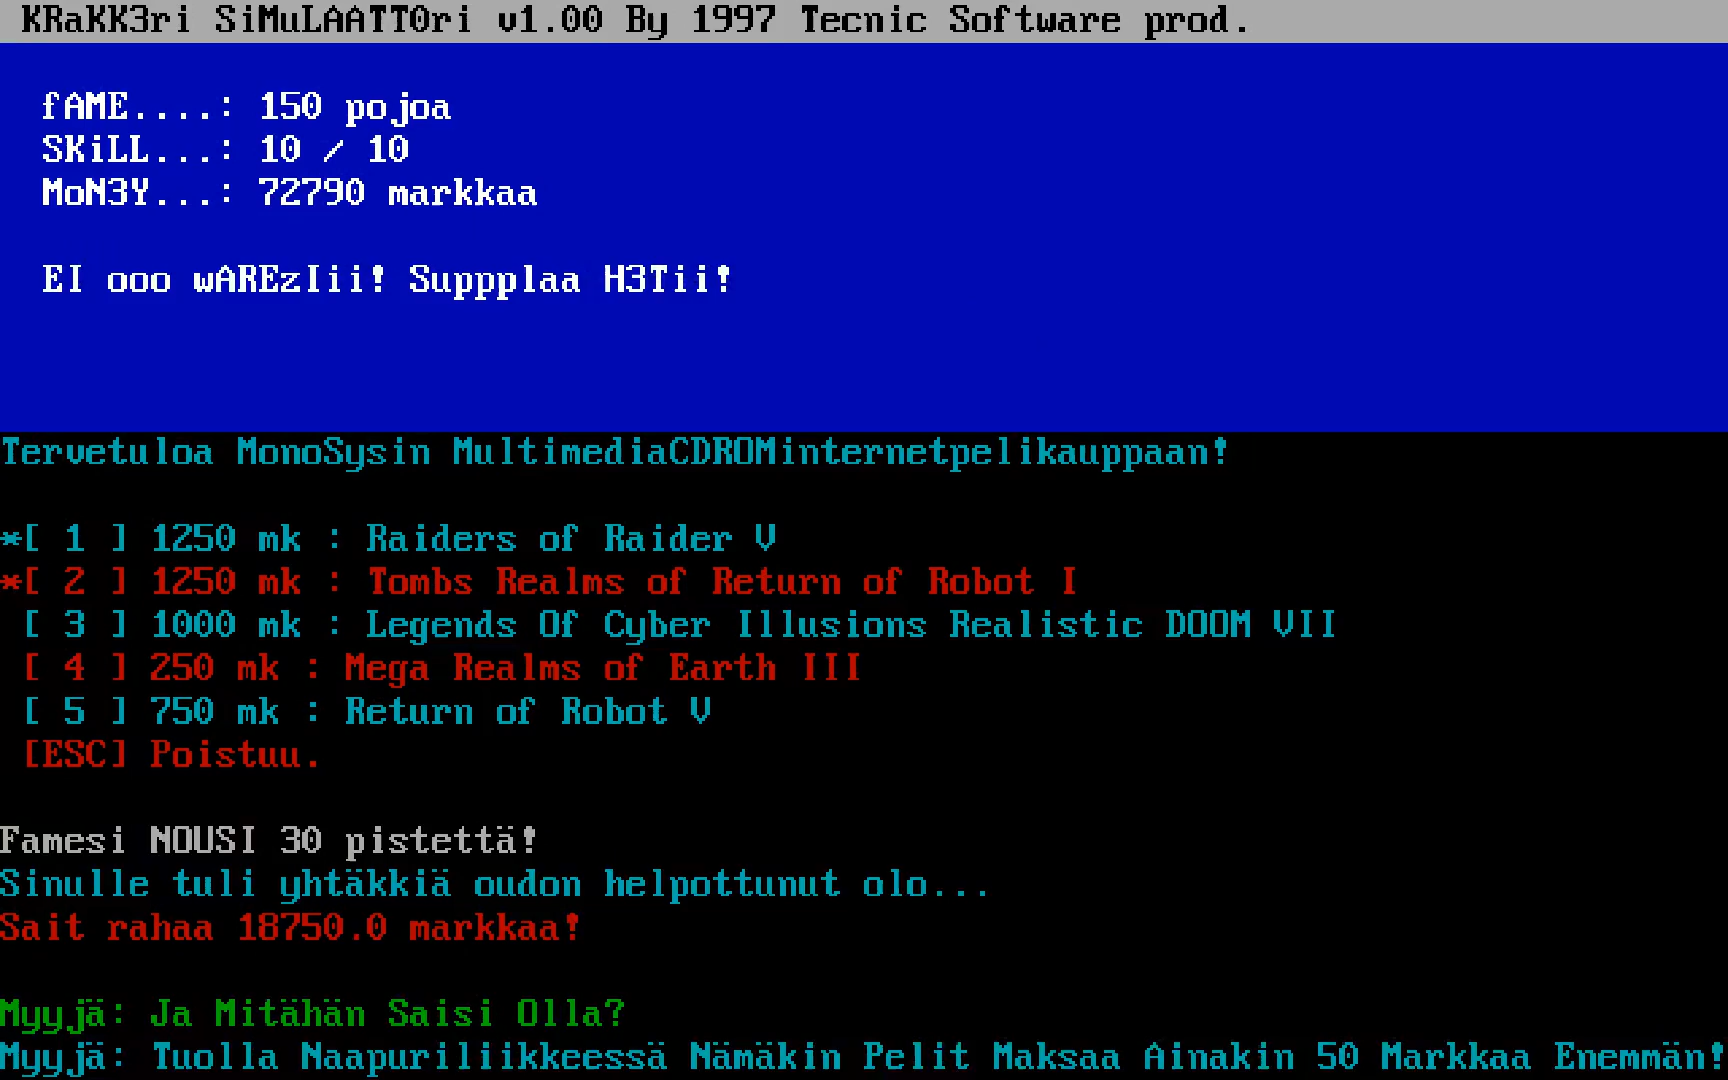 KRaKK3ri SiMuLAATT0ri v1.00 By 1997 Tecnic Software prod.
fAME....: 150 pojoa
SKiLL...: 10 / 10
MoN3Y...: 72790 markkaa
EI ooo wAREzIii! Suppplaa H3Tii!
Tervetuloa MonoSysin MultimediaCDROMinternetpelikauppaan!
*[ 1 ] 1250 mk : Raiders of Raider V
*[ 2 ] 1250 mk : Tombs Realms of Return of Robot I
[ 3 ] 1000 mk : Legends Of Cyber Illusions Realistic DOOM VII
[ 4 ] 250 mk : Mega Realms of Earth III
[ 5 ] 750 mk : Return of Robot V
[ESC] Poistuu.
Famesi NOUSI 30 pistettä!
Sinulle tuli yhtäkkiä oudon helpottunut olo...
Sait rahaa 18750.0 markkaa!
Myyjä: Ja Mitähän Saisi Olla?
Myyjä: Tuolla Naapuriliikkeessä Nämäkin Pelit Maksaa Ainakin 50 Markkaa Enemmän!